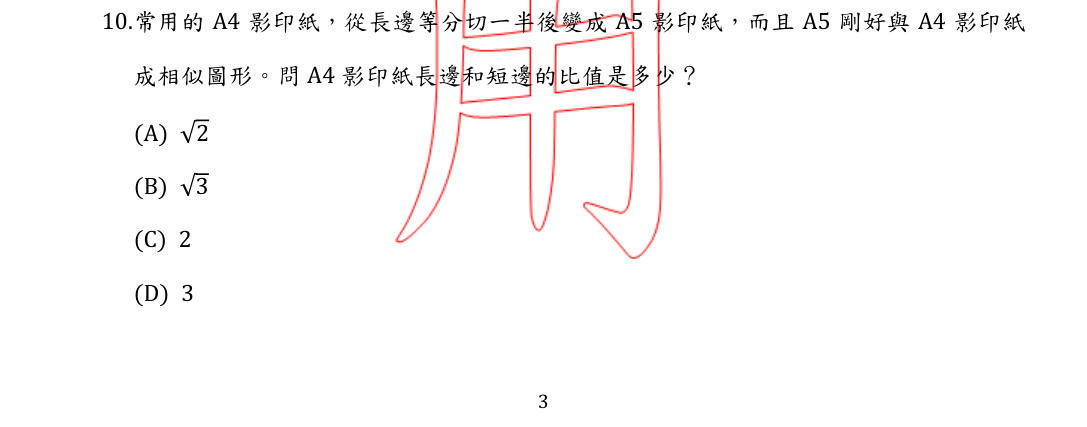 10.常用的 A4 影印紙，從長邊等分切一半後變成 A5 影印紙，而且 A5 剛好與 A4 影印紙
成相似圖形。問 A4 影印紙長邊和短邊的比值是多少？
(A) √2
(B) √3
(C) 2
(D) 3
用
3